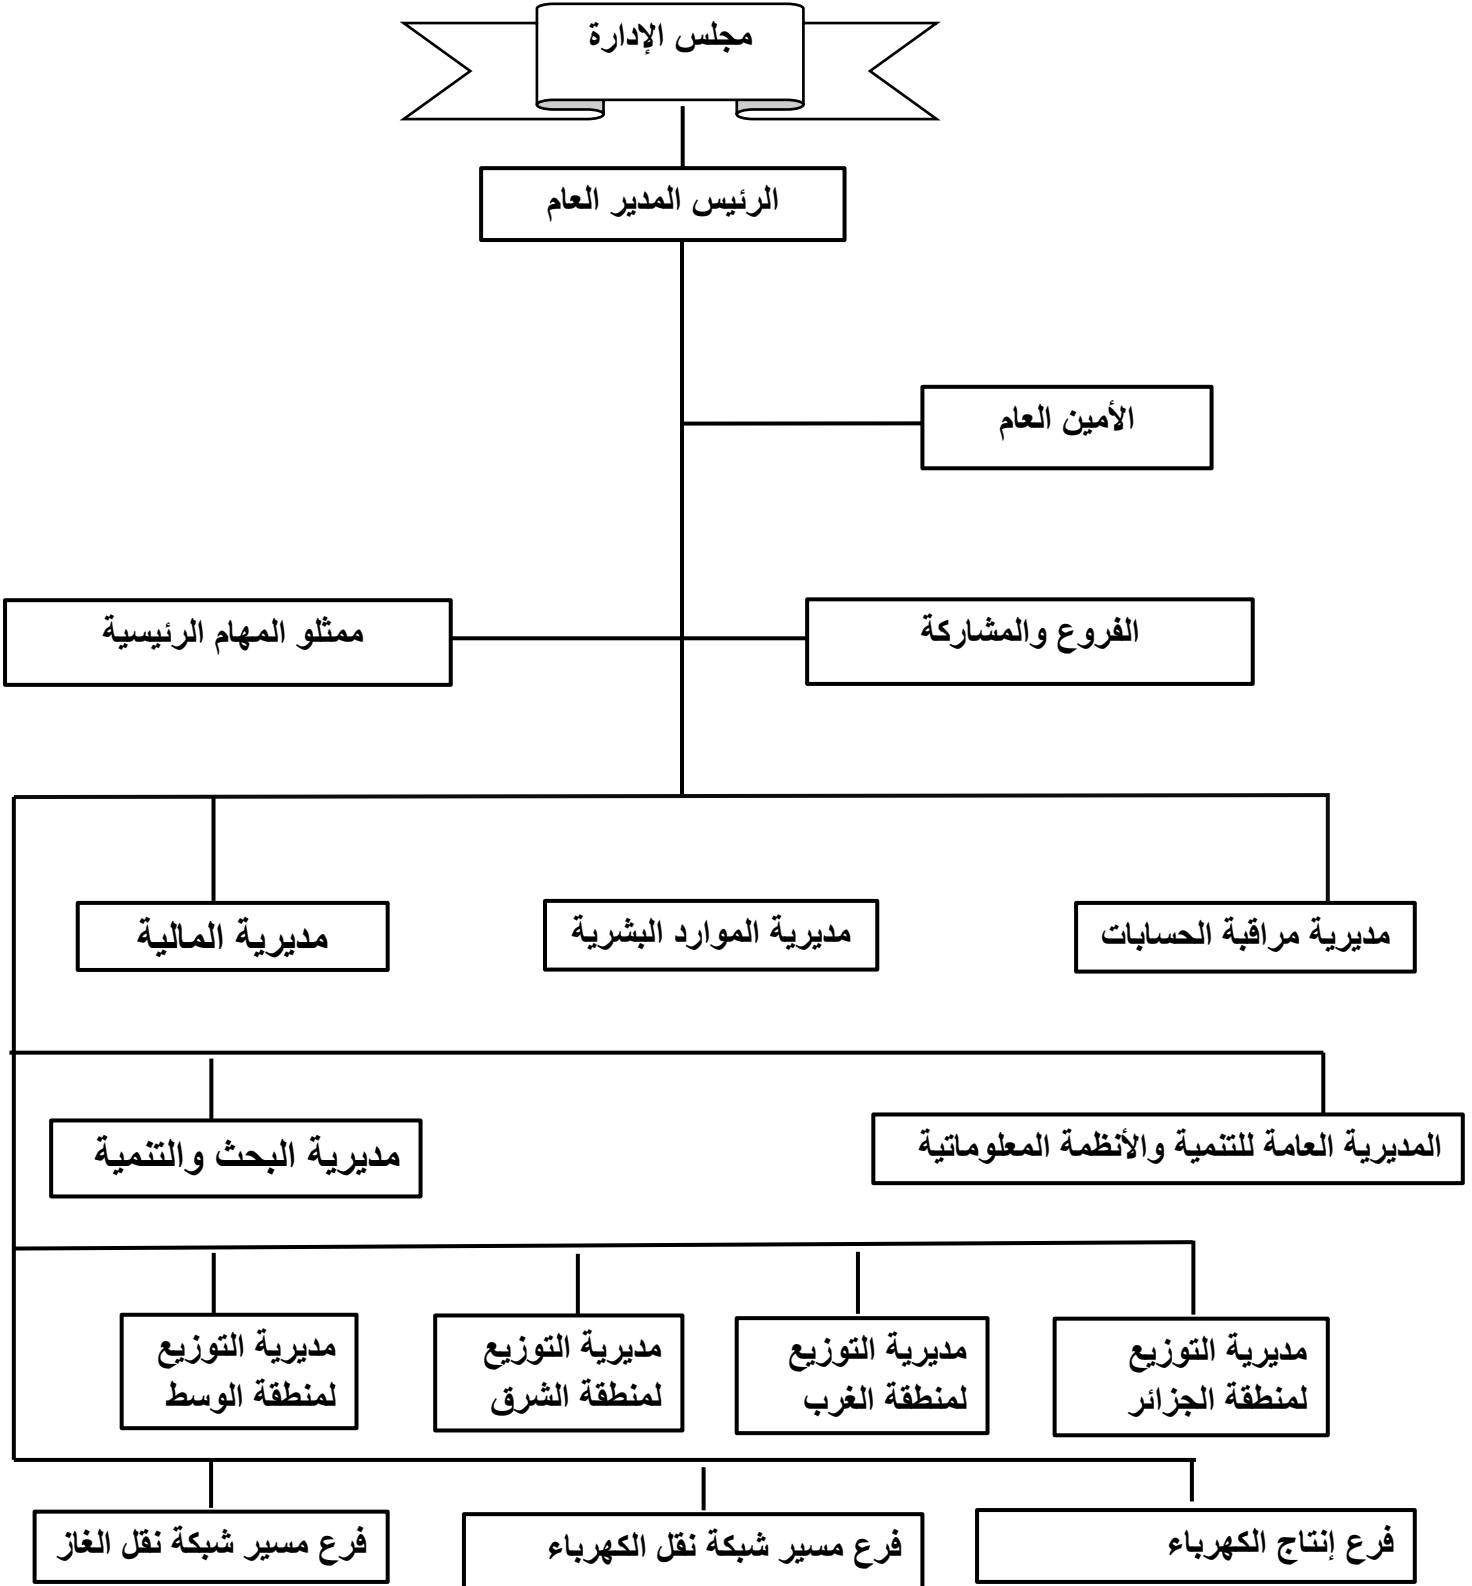 مجلس الإدارة
الرئيس المدير العام
الأمين العام
الفروع والمشاركة
ممثلو المهام الرئيسية
مديرية مراقبة الحسابات
مديرية الموارد البشرية
مديرية المالية
المديرية العامة للتنمية والأنظمة المعلوماتية
مديرية البحث والتنمية
مديرية التوزيع
لمنطقة الجزائر
مديرية التوزيع
لمنطقة الغرب
مديرية التوزيع
لمنطقة الشرق
مديرية التوزيع
لمنطقة الوسط
فرع إنتاج الكهرباء
فرع مسير شبكة نقل الكهرباء
فرع مسير شبكة نقل الغاز